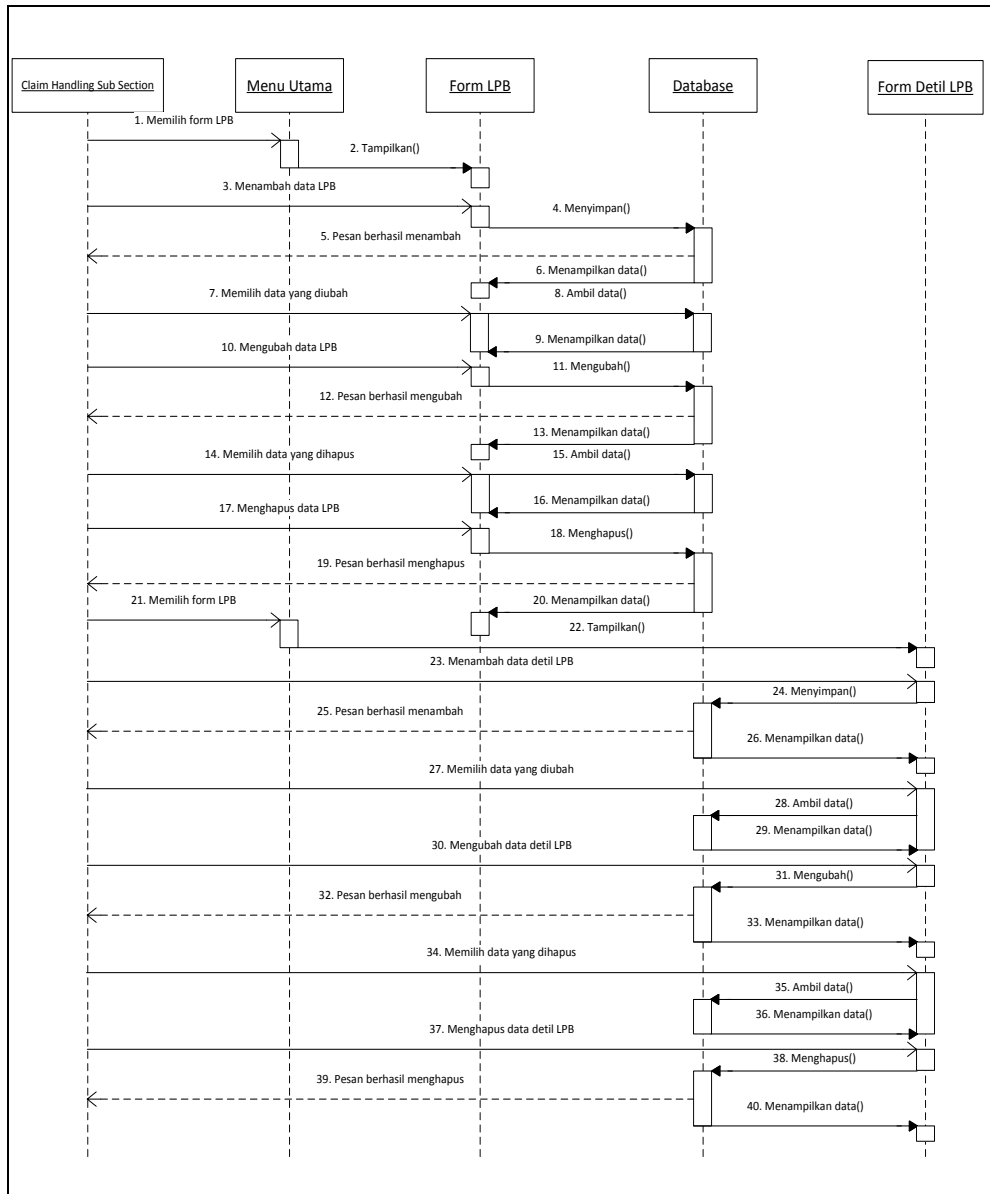 Claim Handling Sub Section
Menu Utama
Form LPB
Database
Form Detil LPB
1. Memilih form LPB
2. Tampilkan()
3. Menambah data LPB
4. Menyimpan()
5. Pesan berhasil menambah
6. Menampilkan data()
7. Memilih data yang diubah
8. Ambil data()
9. Menampilkan data()
10. Mengubah data LPB
11. Mengubah()
12. Pesan berhasil mengubah
13. Menampilkan data()
14. Memilih data yang dihapus
15. Ambil data()
16. Menampilkan data()
17. Menghapus data LPB
18. Menghapus()
19. Pesan berhasil menghapus
20. Menampilkan data()
21. Memilih form LPB
22. Tampilkan()
23. Menambah data detil LPB
24. Menyimpan()
25. Pesan berhasil menambah
26. Menampilkan data()
27. Memilih data yang diubah
28. Ambil data()
29. Menampilkan data()
30. Mengubah data detil LPB
31. Mengubah()
32. Pesan berhasil mengubah
33. Menampilkan data()
34. Memilih data yang dihapus
35. Ambil data()
36. Menampilkan data()
37. Menghapus data detil LPB
38. Menghapus()
39. Pesan berhasil menghapus
40. Menampilkan data()